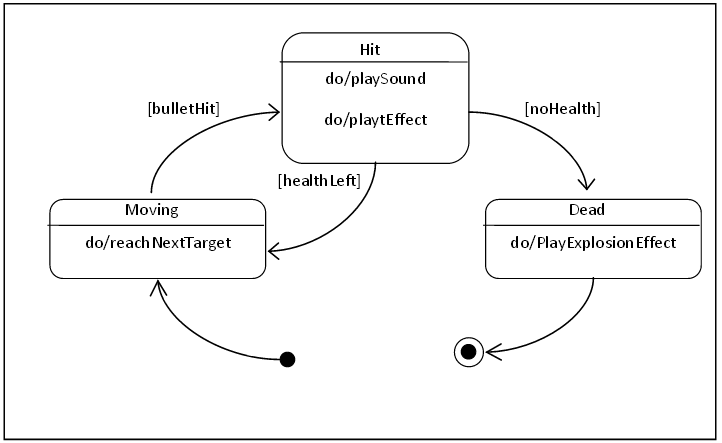 Hit
do/playSound
do/playtEffect
[bulletHit]
[noHealth]
[healthLeft]
Moving
do/reachNextTarget
Dead
do/PlayExplosionEffect